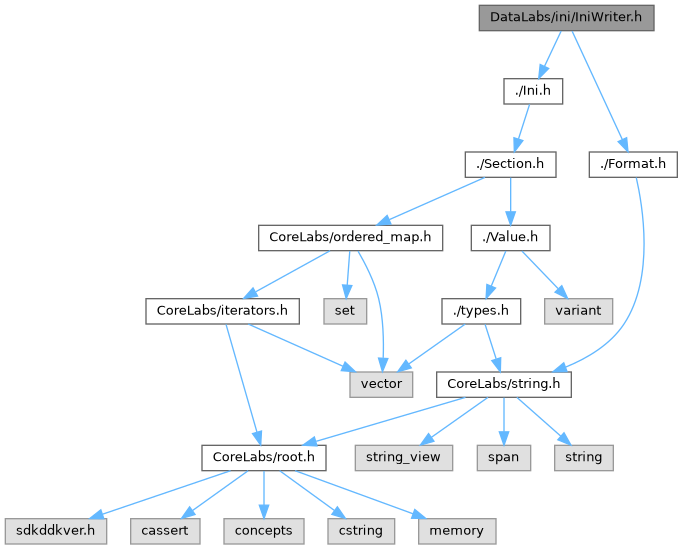 DataLabs/ini/IniWriter.h
./Ini.h
./Section.h
./Format.h
CoreLabs/ordered_map.h
./Value.h
CoreLabs/iterators.h
set
./types.h
variant
vector
CoreLabs/string.h
CoreLabs/root.h
string_view
span
string
sdkddkver.h
cassert
concepts
cstring
memory